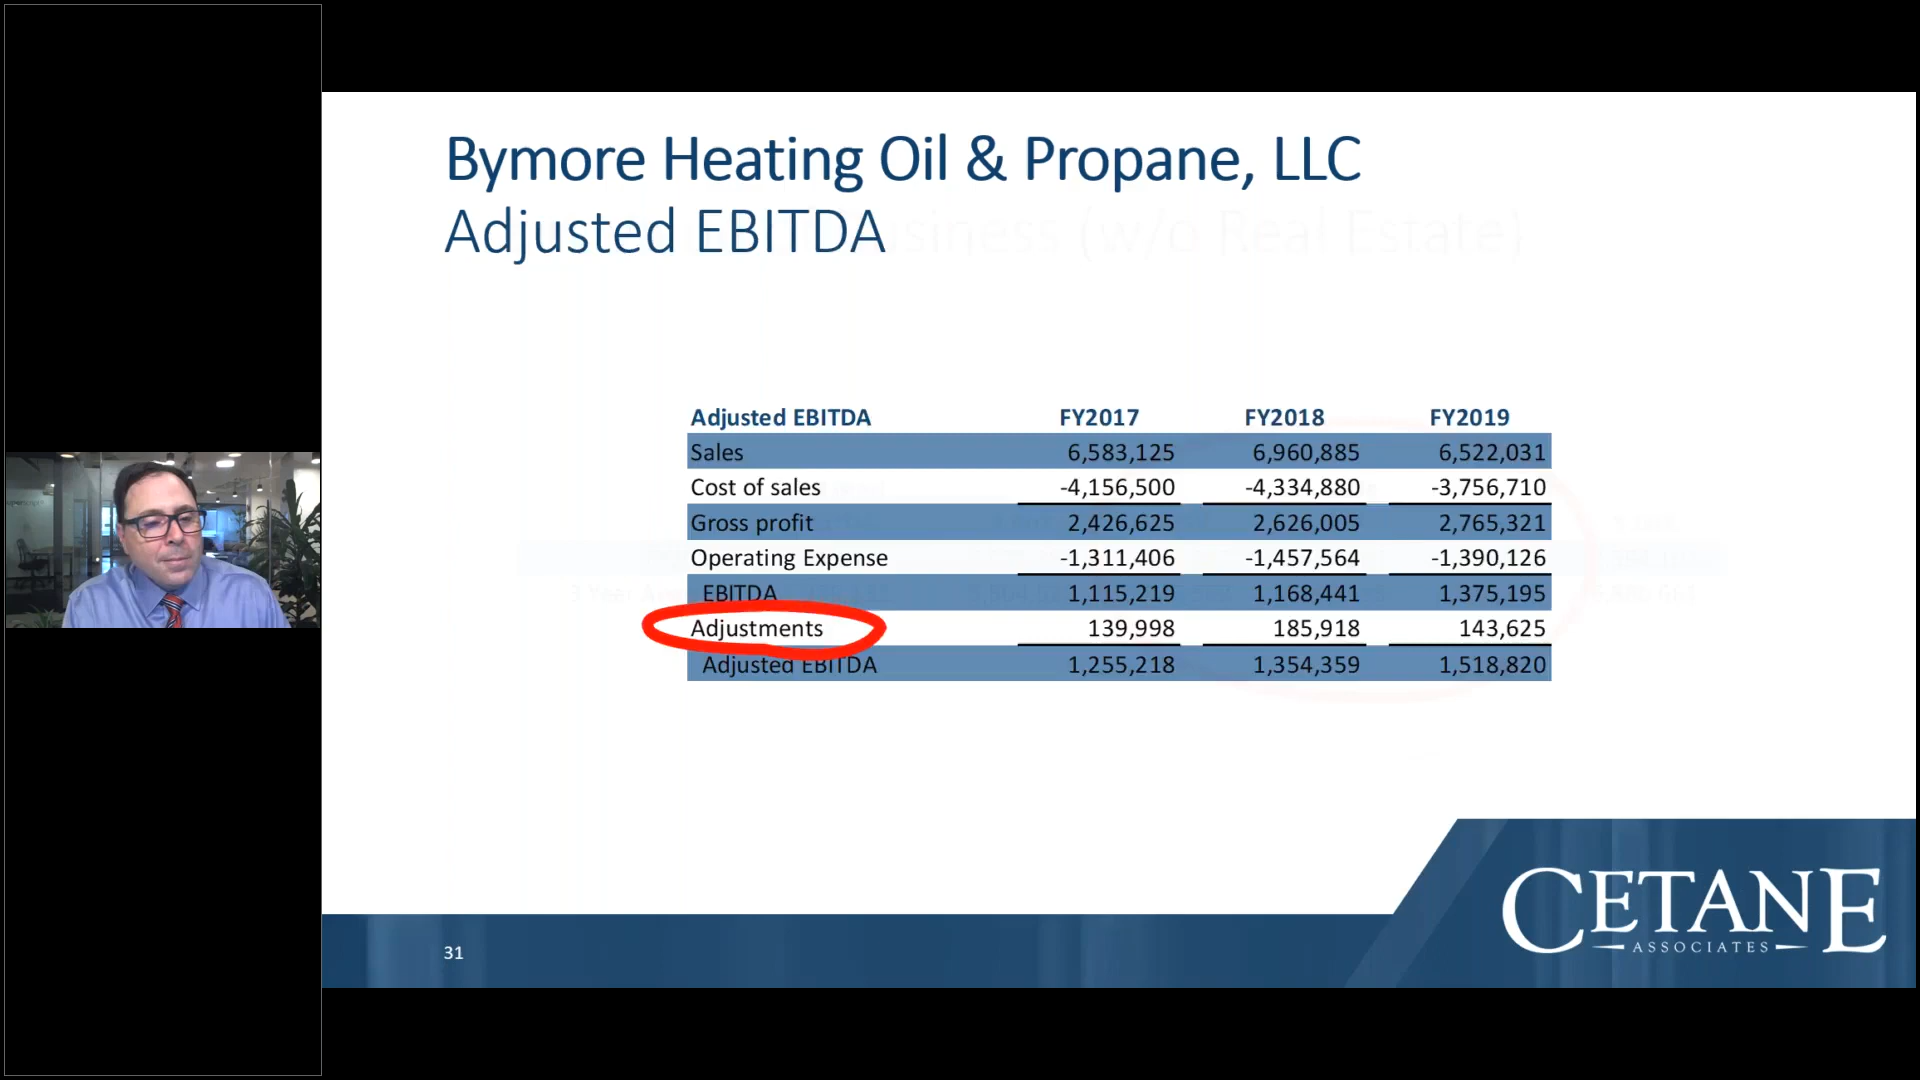 Bymore Heating Oil & Propane, LLC
Adjusted EBITDA
siness (w/o Real Estate)
Adjusted EBITDA FY2017 FY2018 FY2019
Sales 6,583,125 6,960,885 6,522,031
Cost of sales -4,156,500 -4,334,880 -3,756,710
Gross profit 2,426,625 2,626,005 2,765,321
Operating Expense -1,311,406 -1,457,564 -1,390,126
EBITDA 1,115,219 1,168,441 1,375,195
Adjustments 139,998 185,918 143,625
Adjusted EBITDA 1,255,218 1,354,359 1,518,820
31
CETANE
ASSOCIATES